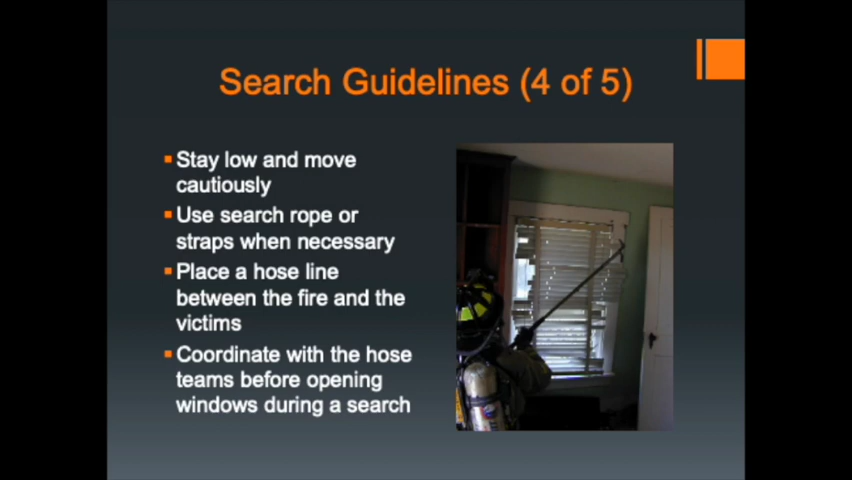 Search Guidelines (4 of 5)
Stay low and move
cautiously
Use search rope or
straps when necessary
Place a hose line
between the fire and the
victims
Coordinate with the hose
teams before opening
windows during a search